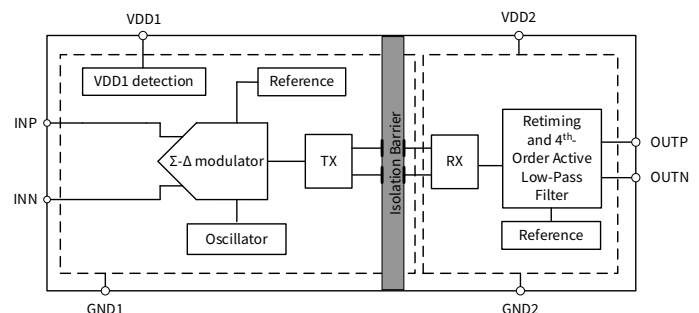 VDD1
VDD2
VDD1 detection
Reference
INP
Σ-Δ modulator
TX
Isolation Barrier
RX
Retiming
and 4th-
Order Active
Low-Pass
Filter
OUTP
OUTN
INN
Oscillator
Reference
GND1
GND2